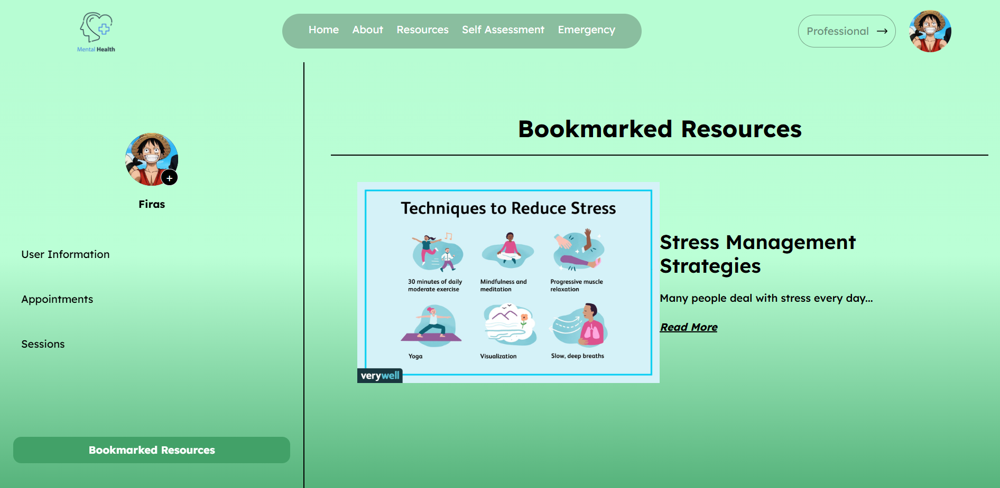 Mental Health
Home
About
Resources
Self Assessment
Emergency
Professional
+
Firas
User Information
Appointments
Sessions
Bookmarked Resources
Bookmarked Resources
Techniques to Reduce Stress
30 minutes of daily
moderate exercise
Mindfulness and
meditation
Progressive muscle
relaxation
Yoga
Visualization
Slow, deep breaths
verywell
Stress Management
Strategies
Many people deal with stress every day...
Read More